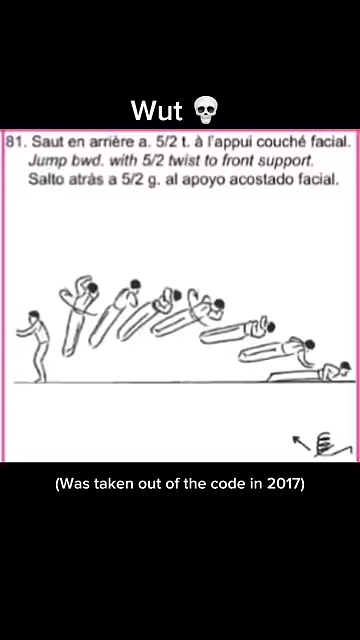 Wut 💀
81. Saut en arrière a. 5/2 t. à l'appui couché facial.
Jump bwd. with 5/2 twist to front support.
Salto atrás a 5/2 g. al apoyo acostado facial.
(Was taken out of the code in 2017)